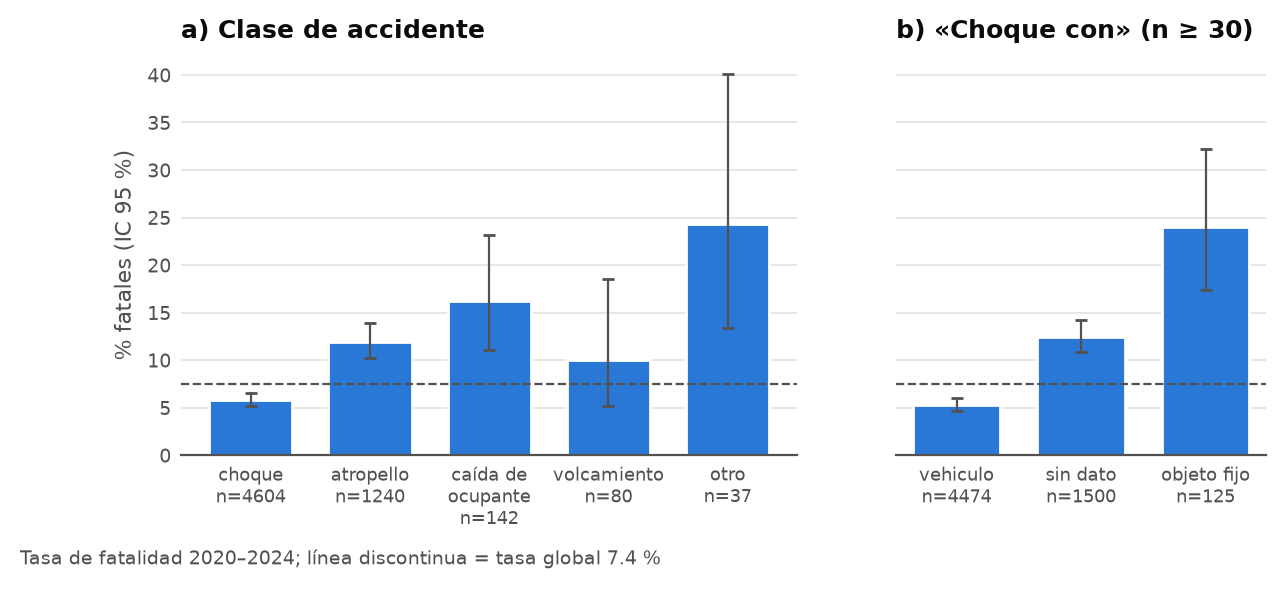 a) Clase de accidente
b) «Choque con» (n ≥ 30)
% fatales (IC 95 %)
40
35
30
25
20
15
10
5
0
choque
n=4604
atropello
n=1240
caída de
ocupante
n=142
volcamiento
n=80
otro
n=37
vehiculo
n=4474
sin dato
n=1500
objeto fijo
n=125
Tasa de fatalidad 2020–2024; línea discontinua = tasa global 7.4 %